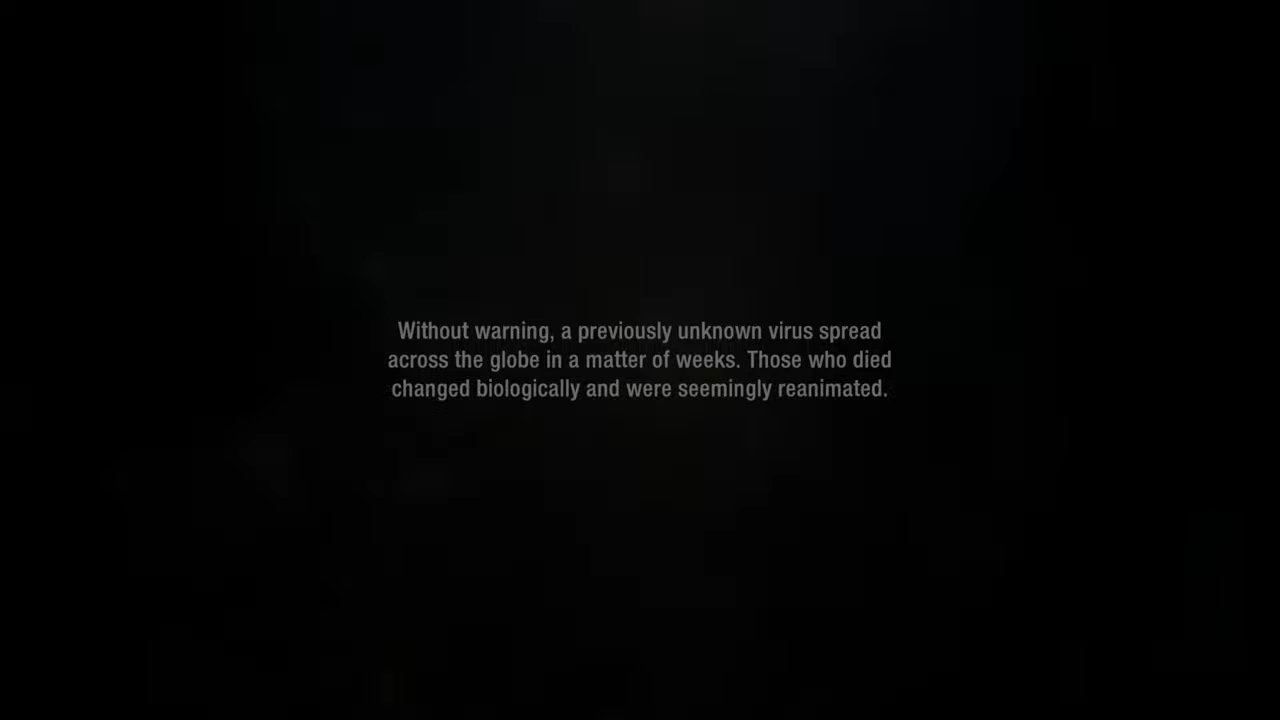 Without warning, a previously unknown virus spread
across the globe in a matter of weeks. Those who died
changed biologically and were seemingly reanimated.